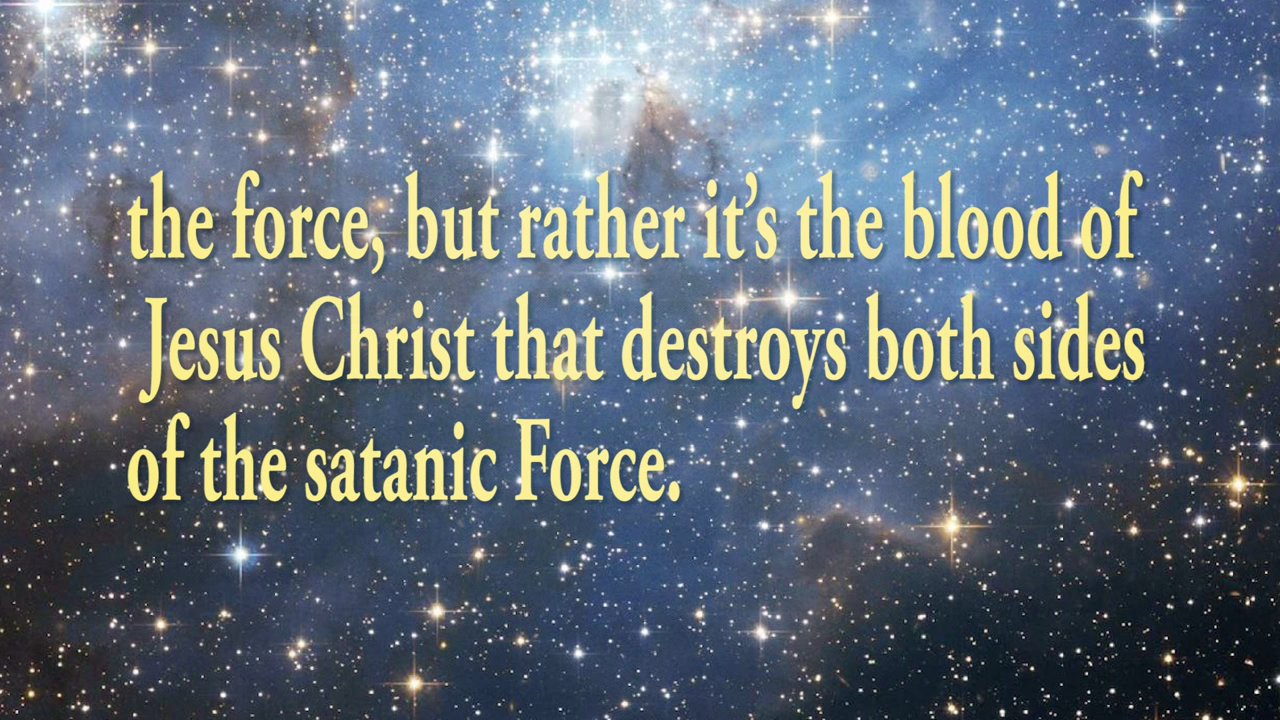 the force, but rather it’s the blood of
Jesus Christ that destroys both sides
of the satanic Force.